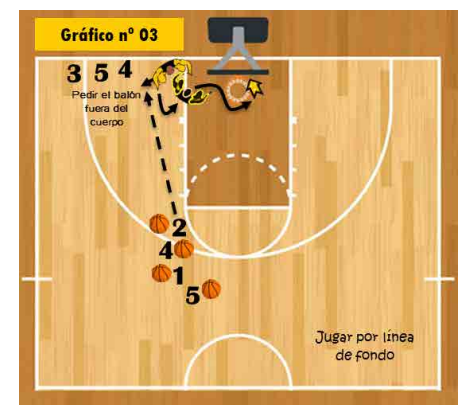 Gráfico nº 03
3 5 4
Pedir el balón
fuera del
cuerpo
2
4
1
5
Jugar por línea
de fondo